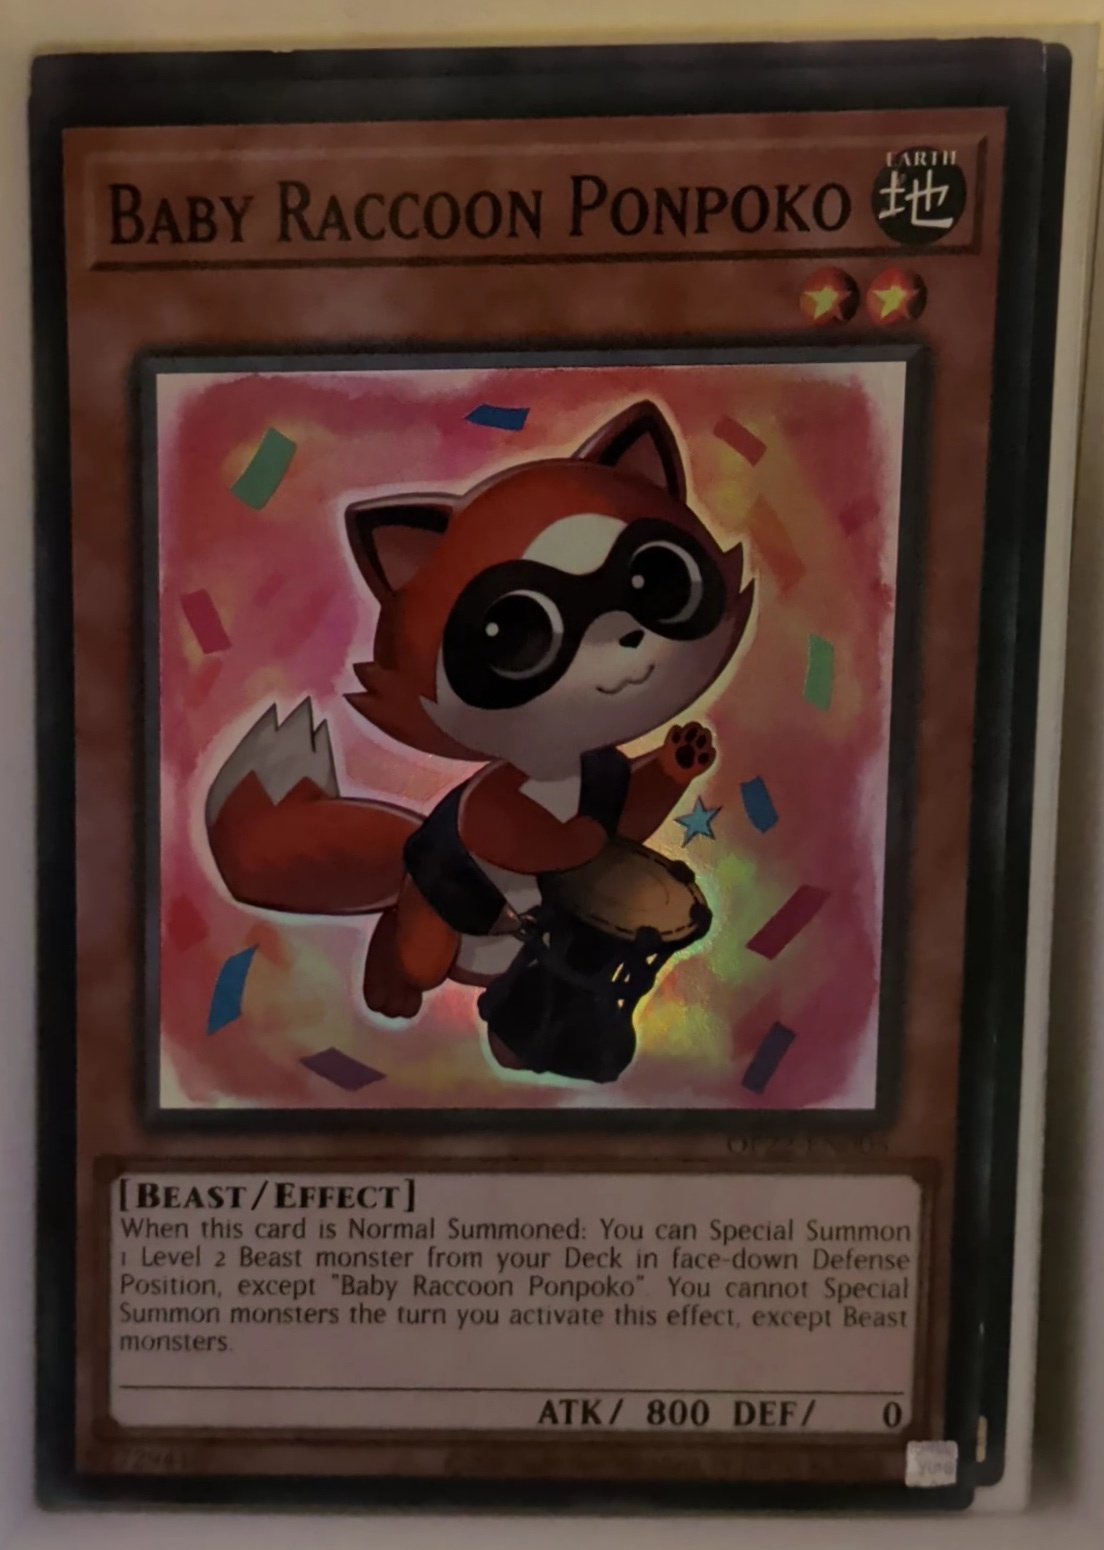 BABY RACCOON PONPOKO
EARTH
地
[BEAST/EFFECT]
When this card is Normal Summoned: You can Special Summon
1 Level 2 Beast monster from your Deck in face-down Defense
Position, except "Baby Raccoon Ponpoko". You cannot Special
Summon monsters the turn you activate this effect, except Beast
monsters.
ATK/ 800 DEF/ 0